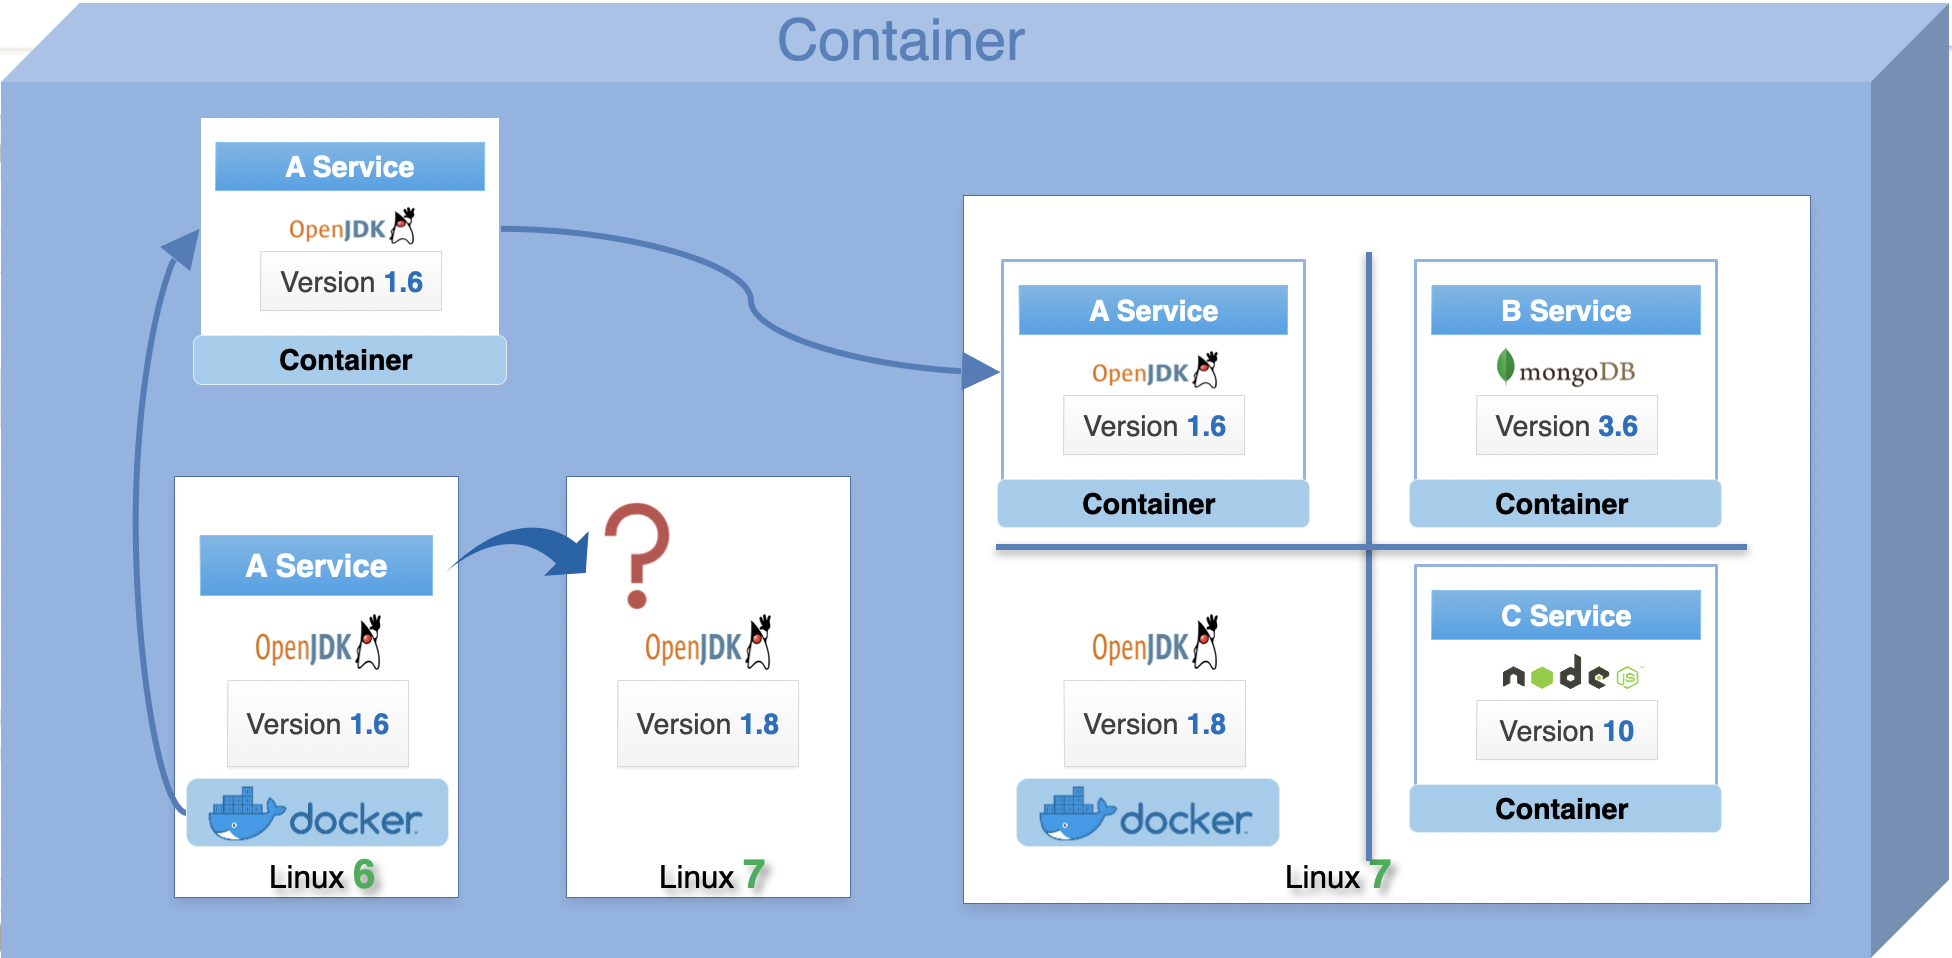 Container
A Service
OpenJDK
Version 1.6
Container
A Service
OpenJDK
Version 1.6
docker
Linux 6
?
OpenJDK
Version 1.8
Linux 7
A Service
OpenJDK
Version 1.6
Container
B Service
mongoDB
Version 3.6
Container
OpenJDK
Version 1.8
docker
C Service
node JS
Version 10
Container
Linux 7